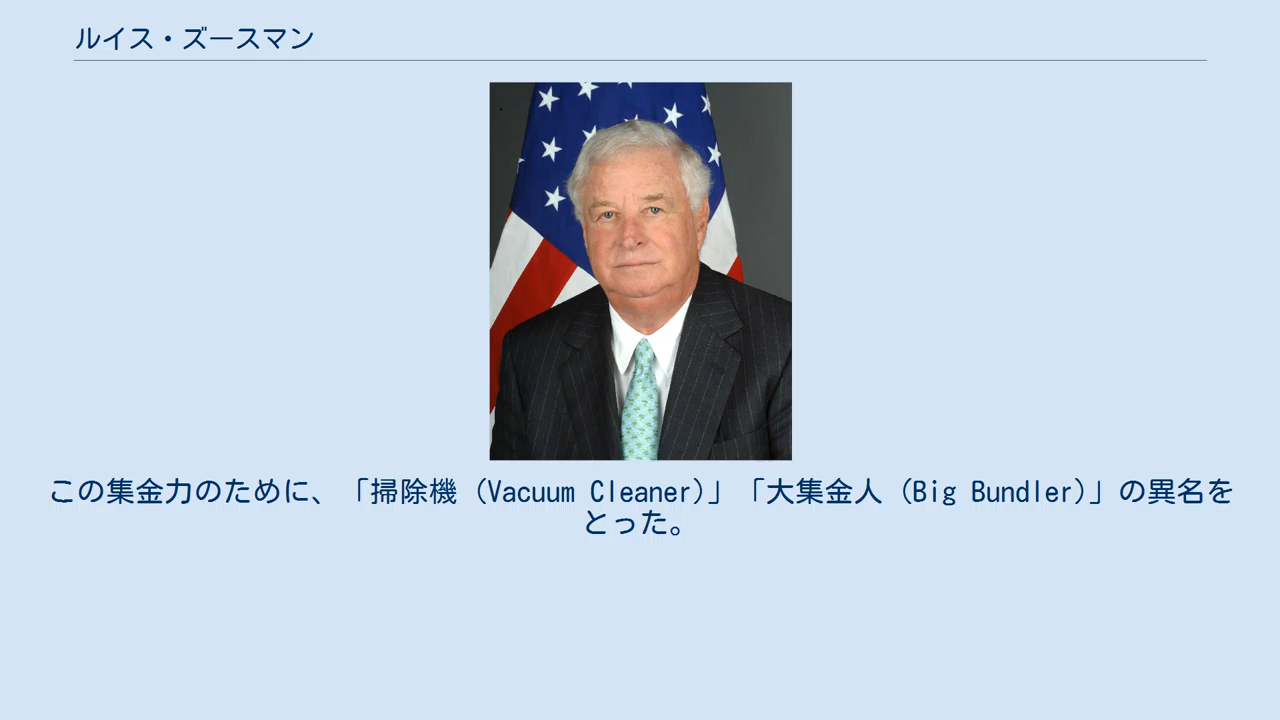 ルイス・ズースマン
この集金力のために、「掃除機（Vacuum Cleaner)」「大集金人（Big Bundler)」の異名を
とった。